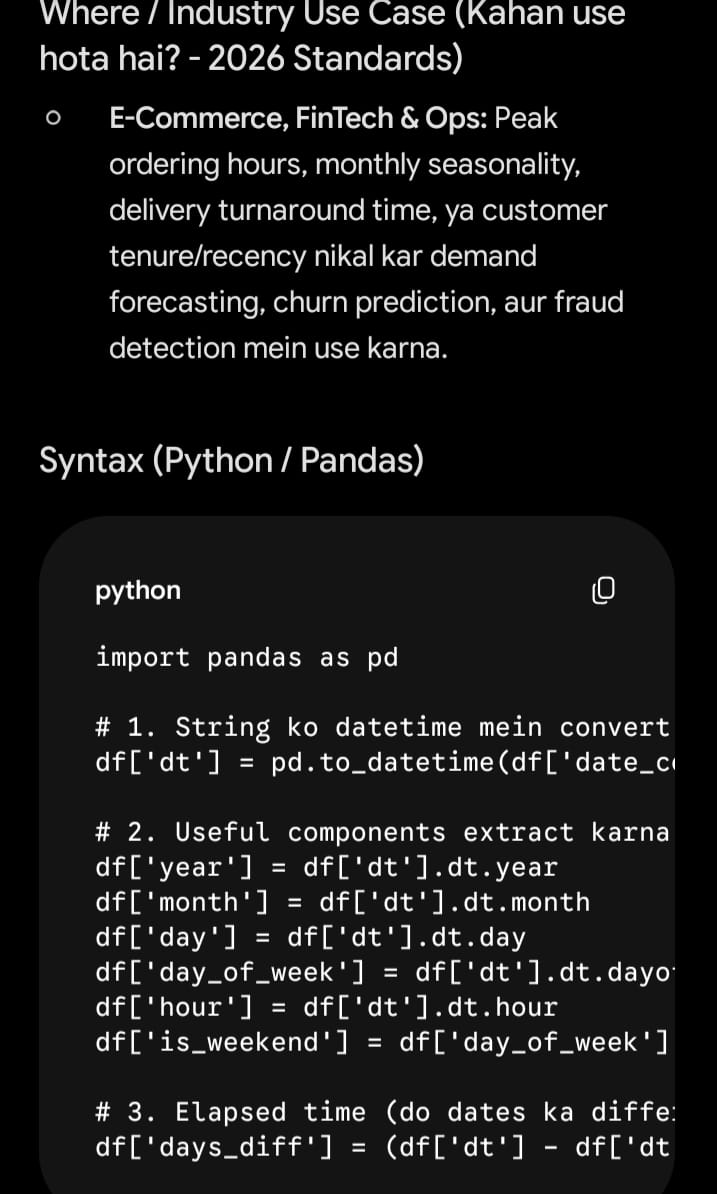 Where / Industry Use Case (Kahan use
hota hai? - 2026 Standards)
E-Commerce, FinTech & Ops: Peak
ordering hours, monthly seasonality,
delivery turnaround time, ya customer
tenure/recency nikal kar demand
forecasting, churn prediction, aur fraud
detection mein use karna.
Syntax (Python / Pandas)
python
import pandas as pd
# 1. String ko datetime mein convert
df['dt'] = pd.to_datetime(df['date_c
# 2. Useful components extract karna
df['year'] = df['dt'].dt.year
df['month'] = df['dt'].dt.month
df['day'] = df['dt'].dt.day
df['day_of_week'] = df['dt'].dt.dayo
df['hour'] = df['dt'].dt.hour
df['is_weekend'] = df['day_of_week']
# 3. Elapsed time (do dates ka diffe
df['days_diff'] = (df['dt'] - df['dt